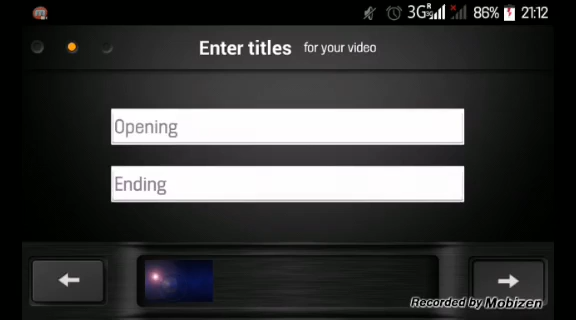 3G R 86% 21:12
Enter titles for your video
Opening
Ending
Recorded by Mobizen